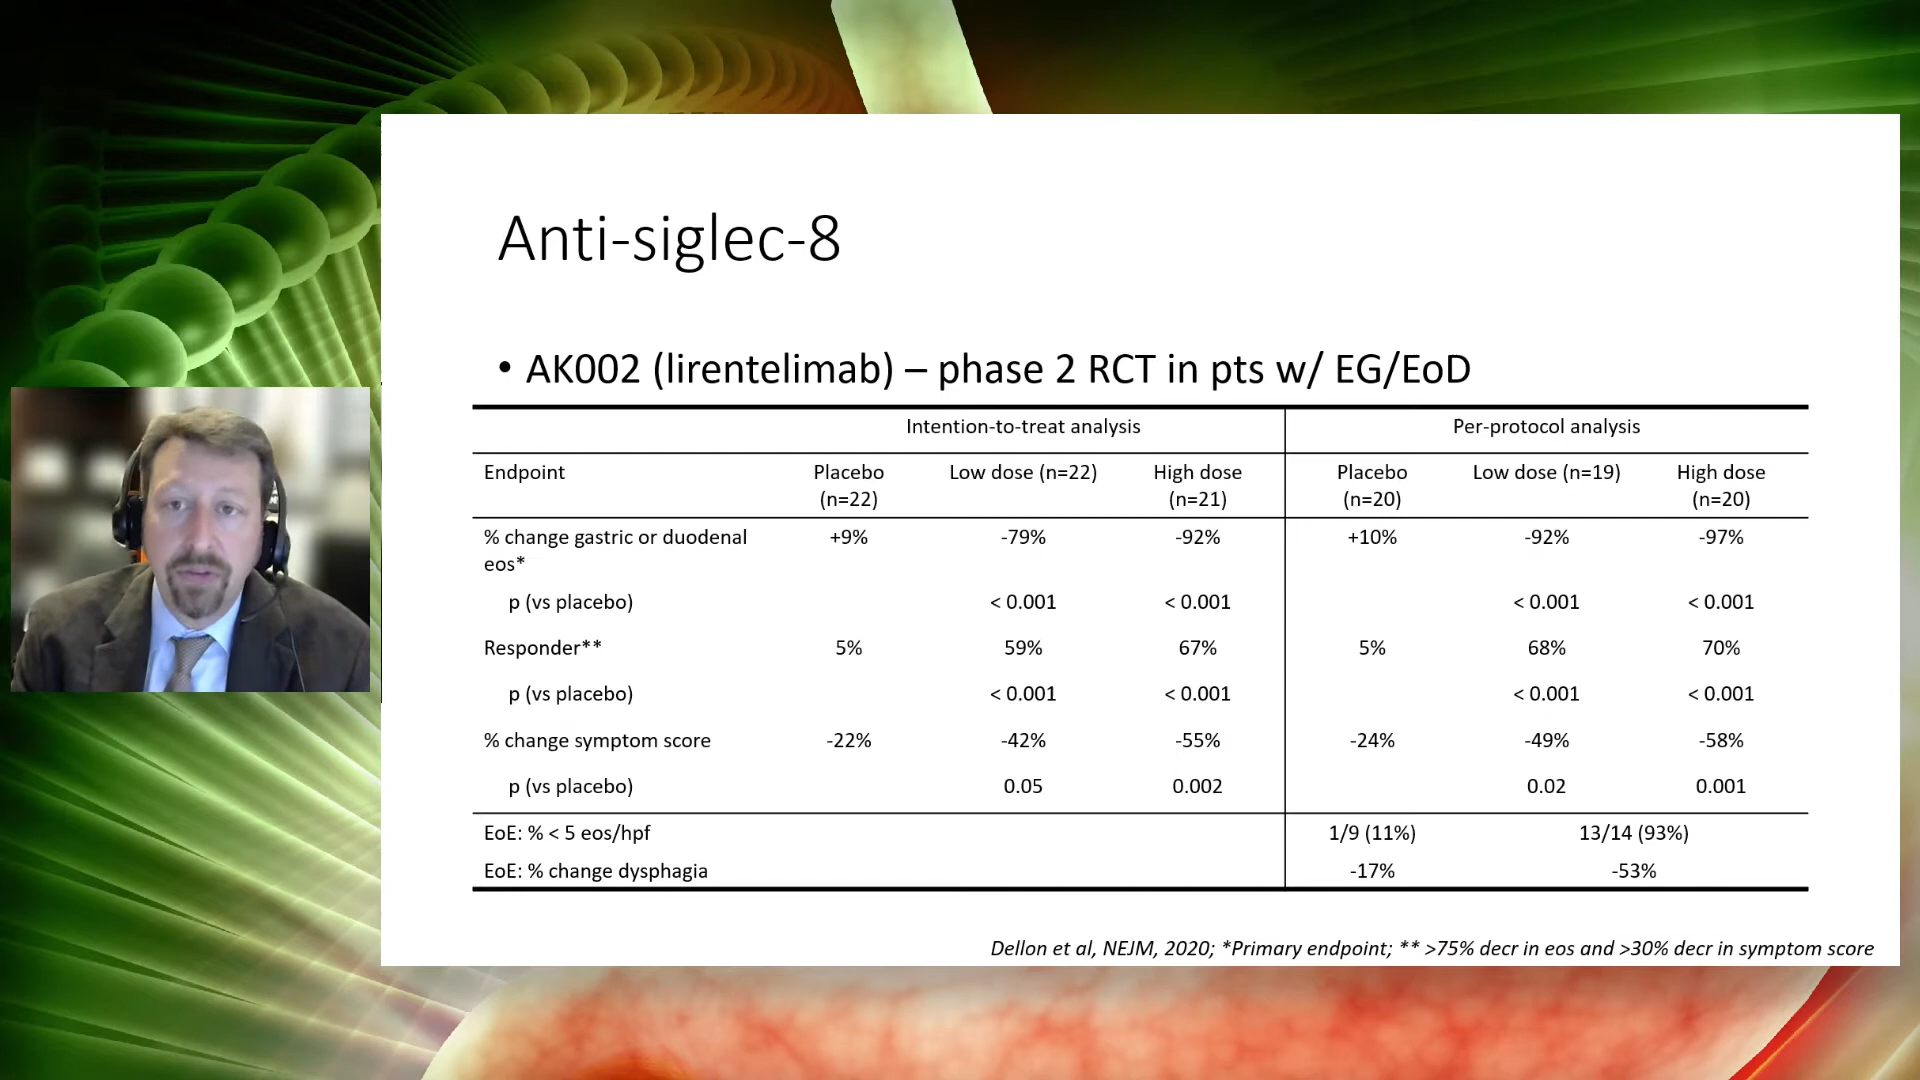 Anti-siglec-8
• AK002 (lirentelimab) – phase 2 RCT in pts w/ EG/EoD
Intention-to-treat analysis Per-protocol analysis
Endpoint Placebo (n=22) Low dose (n=22) High dose (n=21) Placebo (n=20) Low dose (n=19) High dose (n=20)
% change gastric or duodenal eos* +9% -79% -92% +10% -92% -97%
p (vs placebo) < 0.001 < 0.001 < 0.001 < 0.001
Responder** 5% 59% 67% 5% 68% 70%
p (vs placebo) < 0.001 < 0.001 < 0.001 < 0.001
% change symptom score -22% -42% -55% -24% -49% -58%
p (vs placebo) 0.05 0.002 0.02 0.001
EoE: % < 5 eos/hpf 1/9 (11%) 13/14 (93%)
EoE: % change dysphagia -17% -53%
Dellon et al, NEJM, 2020; *Primary endpoint; ** >75% decr in eos and >30% decr in symptom score